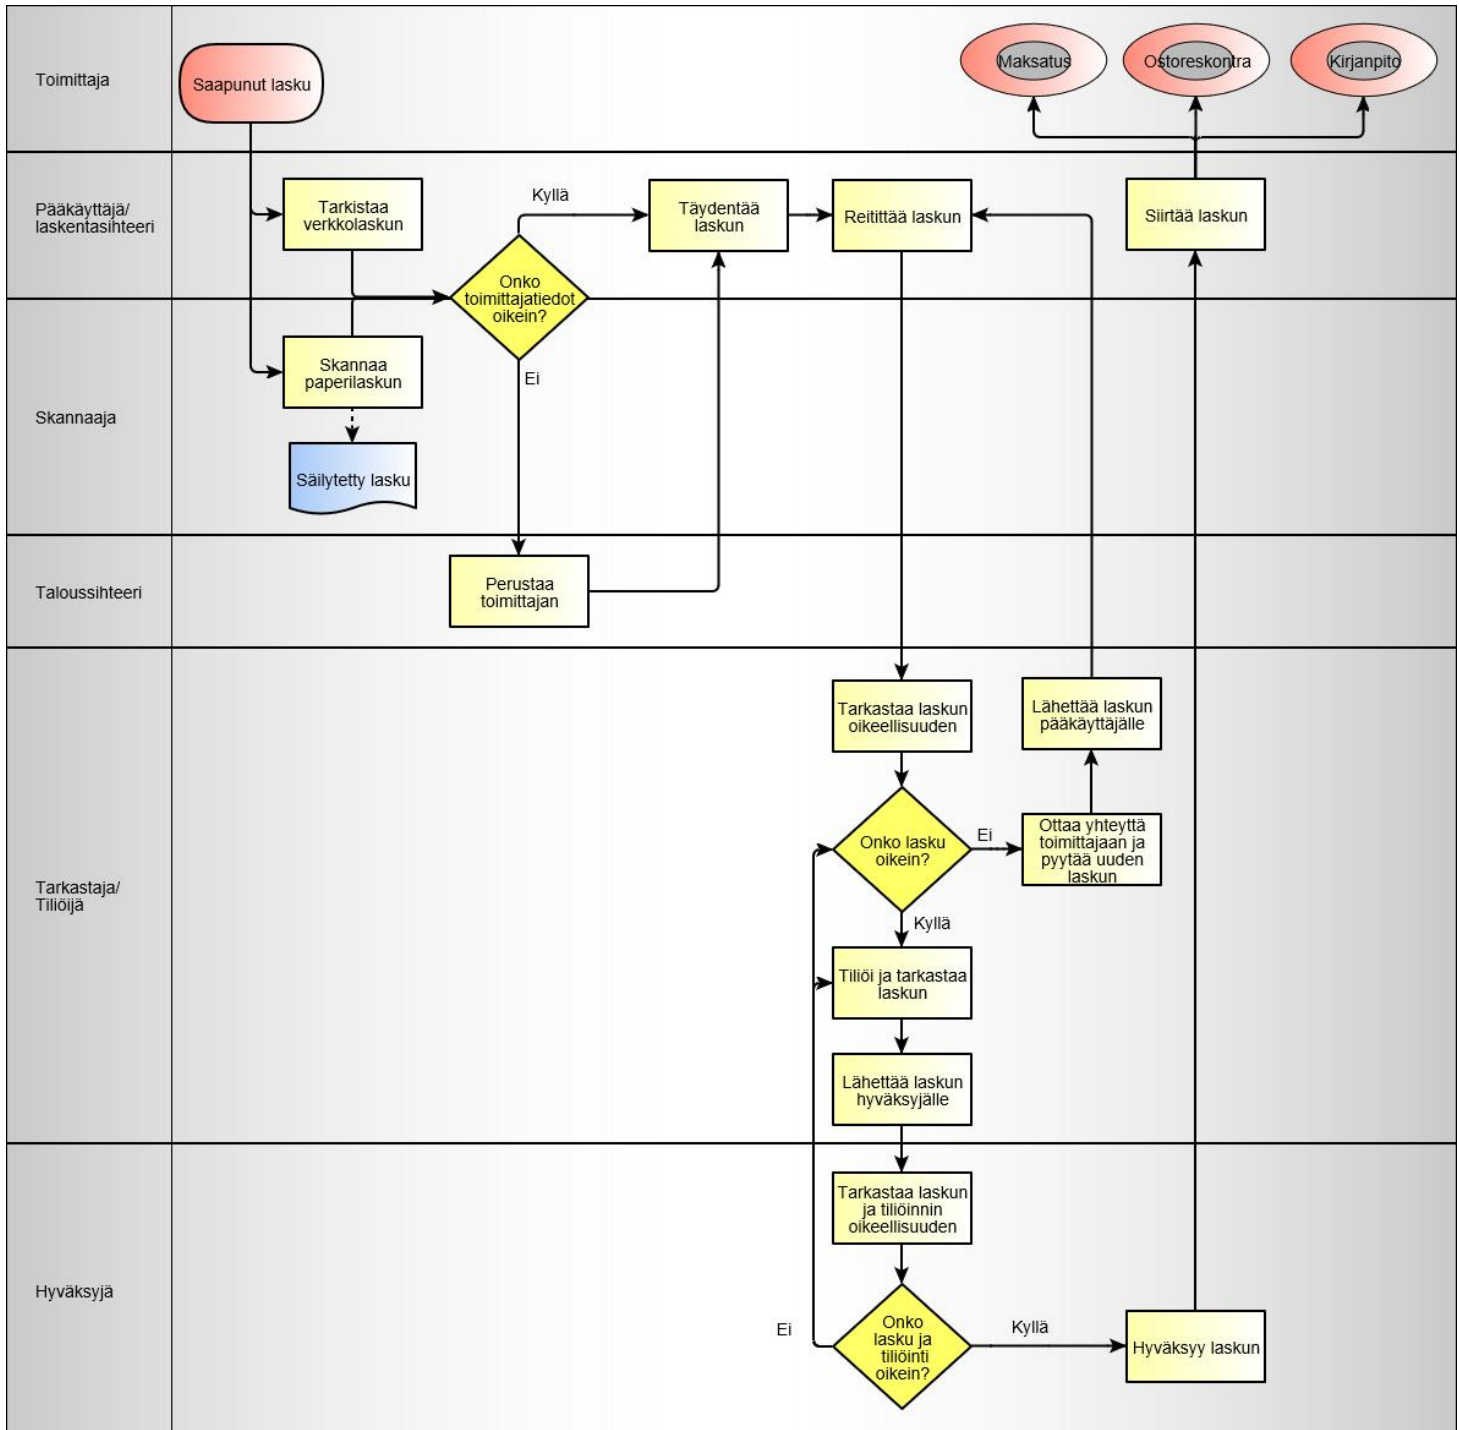 Toimittaja
Saapunut lasku
Maksatus
Ostoreskontra
Kirjanpito
Pääkäyttäjä/
laskentasihteeri
Tarkistaa
verkkolaskun
Kyllä
Täydentää
laskun
Reitittää laskun
Siirtää laskun
Onko
toimittajatiedot
oikein?
Skannaaja
Skannaa
paperilaskun
Ei
Säilytetty lasku
Taloussihteeri
Perustaa
toimittajan
Tarkastaja/
Tiliöijä
Tarkastaa laskun
oikeellisuuden
Lähettää laskun
pääkäyttäjälle
Onko lasku
oikein?
Ei
Ottaa yhteyttä
toimittajaan ja
pyytää uuden
laskun
Kyllä
Tiliöi ja tarkastaa
laskun
Lähettää laskun
hyväksyjälle
Hyväksyjä
Tarkastaa laskun
ja tiliöinnin
oikeellisuuden
Ei
Onko
lasku ja
tiliöinti
oikein?
Kyllä
Hyväksyy laskun